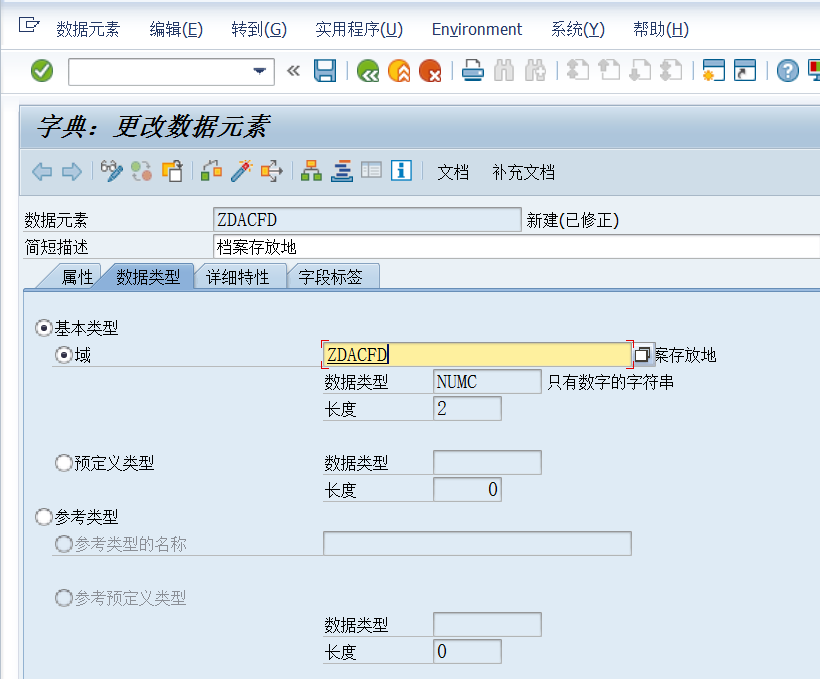 数据元素 编辑(E) 转到(G) 实用程序(U) Environment 系统(Y) 帮助(H)
字典：更改数据元素
文档 补充文档
数据元素 ZDACFD 新建(已修正)
简短描述 档案存放地
属性 数据类型 详细特性 字段标签
基本类型
域 ZDACFD 案存放地
数据类型 NUMC 只有数字的字符串
长度 2
预定义类型 数据类型
长度 0
参考类型
参考类型的名称
参考预定义类型
数据类型
长度 0